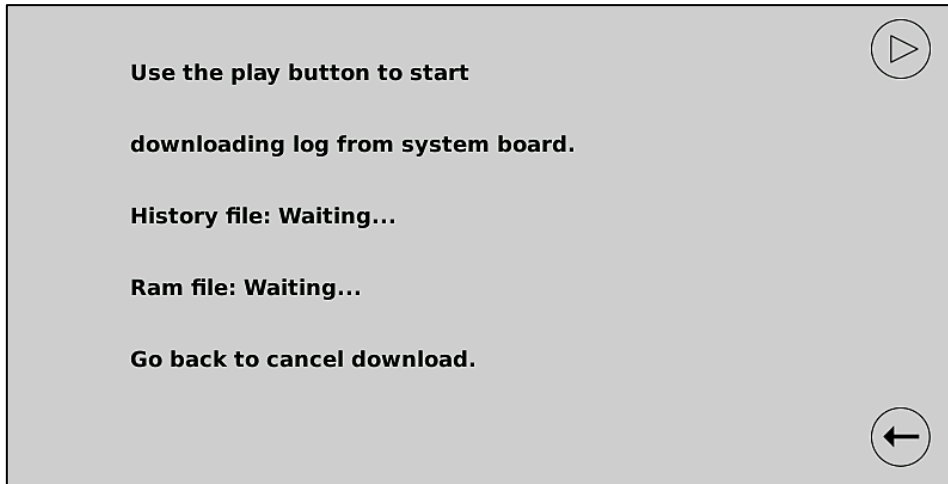 Use the play button to start
downloading log from system board.
History file: Waiting...
Ram file: Waiting...
Go back to cancel download.